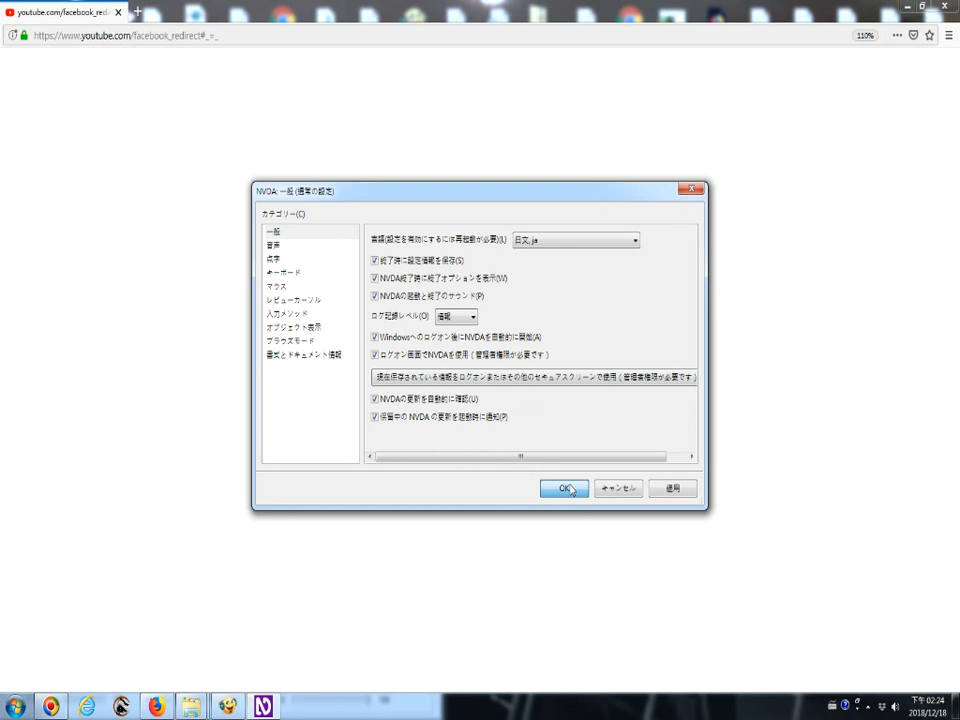 youtube.com/facebook_redi
https://www.youtube.com/facebook_redirect#_=_
110%
NVDA: 一般 (通常の設定)
カテゴリー(C)
一般
音声
点字
キーボード
マウス
レビューカーソル
入力メソッド
オブジェクト表示
ブラウズモード
書式とドキュメント情報
言語(設定を有効にするには再起動が必要)(L)
日文, ja
終了時に設定情報を保存(S)
NVDA終了時に終了オプションを表示(W)
NVDAの起動と終了のサウンド(P)
ログ記録レベル(O)
情報
Windowsへのログオン後にNVDAを自動的に開始(A)
ログオン画面でNVDAを使用 ( 管理者権限が必要です )
現在保存されている情報をログオンまたはその他のセキュアスクリーンで使用 ( 管理者権限が必要です )
NVDAの更新を自動的に確認(U)
保留中の NVDA の更新を起動時に通知(P)
OK
キャンセル
適用
下午 02:24
2018/12/18